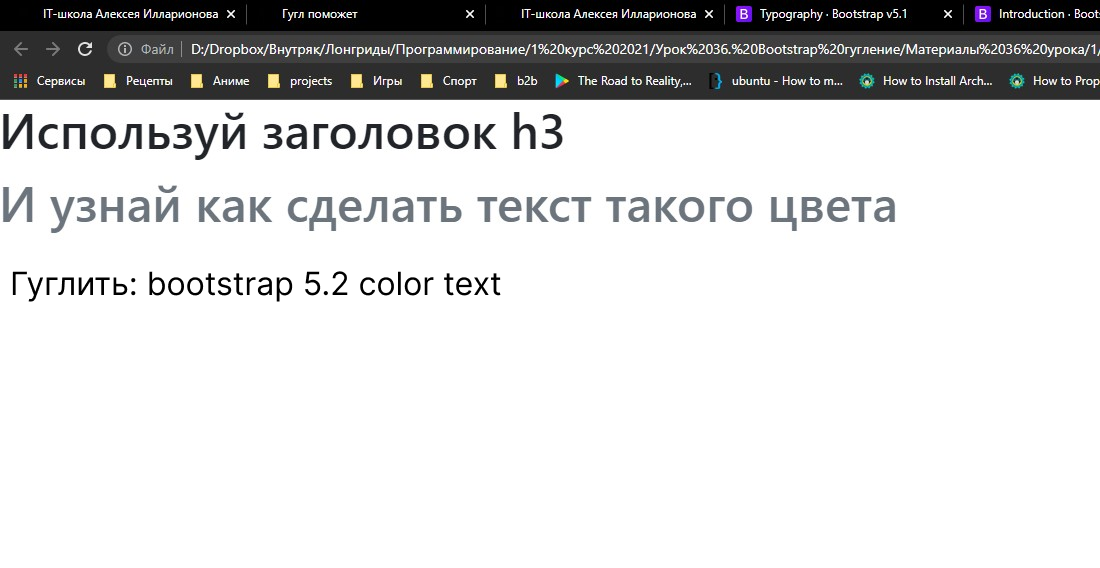 IT-школа Алексея Илларионова Гугл поможет IT-школа Алексея Илларионова Typography · Bootstrap v5.1 Introduction · Boots
Файл D:/Dropbox/Внутряк/Лонгриды/Программирование/1%20курс%202021/Урок%2036.%20Bootstrap%20гугление/Материалы%2036%20урока/1/
Сервисы Рецепты Аниме projects Игры Спорт b2b The Road to Reality,... ubuntu - How to m... How to Install Arch... How to Prop
Используй заголовок h3
И узнай как сделать текст такого цвета
Гуглить: bootstrap 5.2 color text